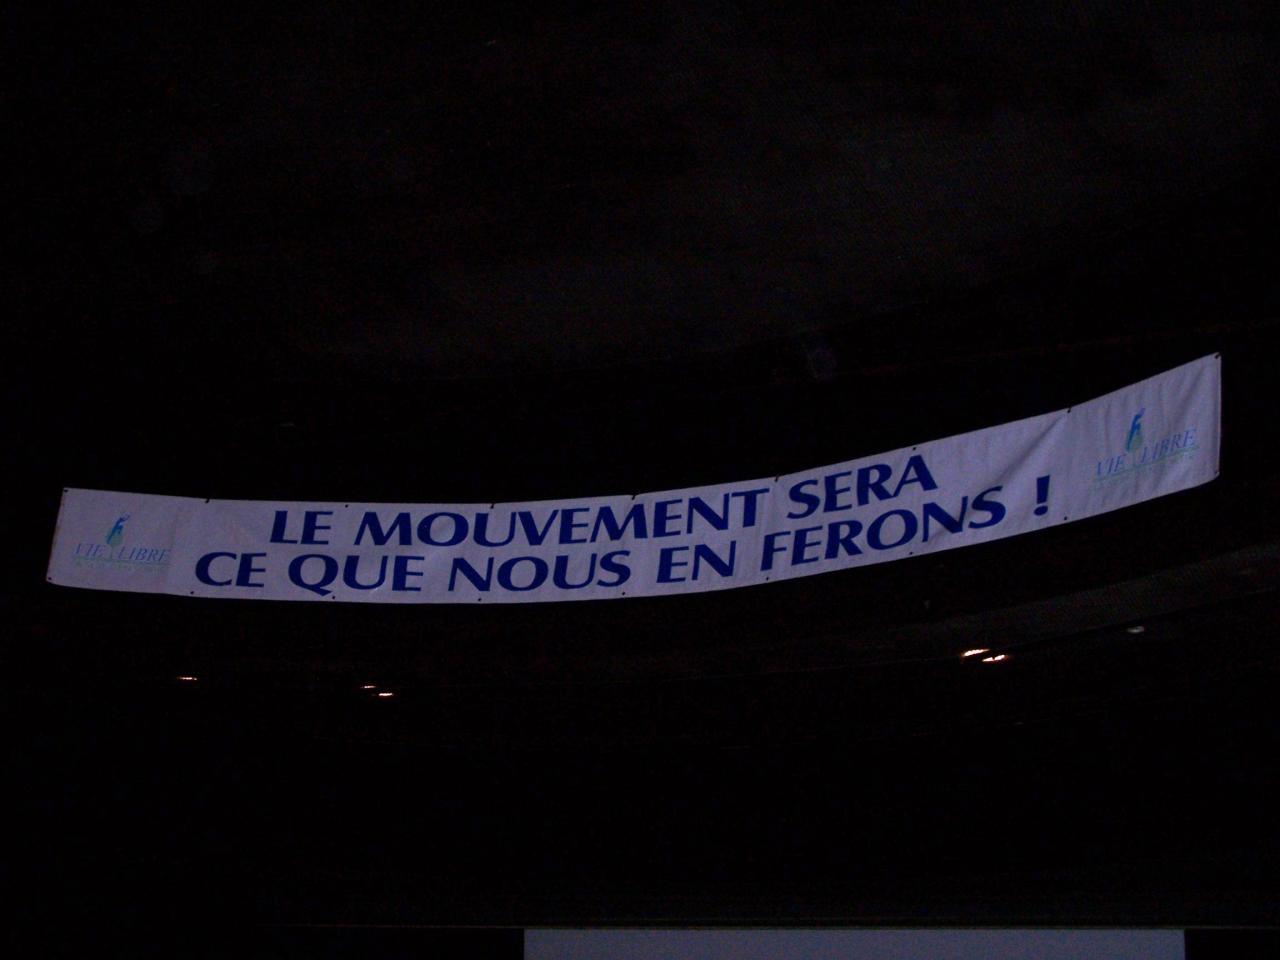 LE MOUVEMENT SERA
CE QUE NOUS EN FERONS !
VIE LIBRE
VIE LIBRE